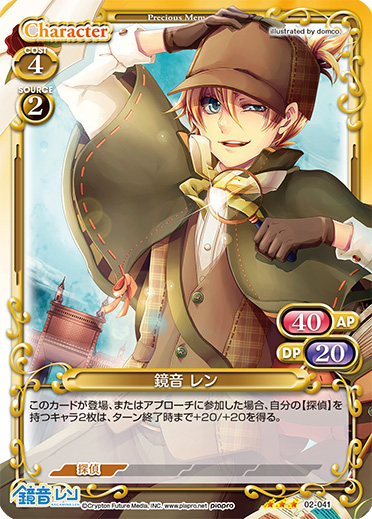 Precious Mem
illustrated by domco.
Character
COST
4
SOURCE
2
40 AP
DP 20
鏡音 レン
このカードが登場、またはアプローチに参加した場合、自分の【探偵】を
持つキャラ2枚は、ターン終了時まで+20/+20を得る。
探偵
鏡音レン
KAGAMINE LEN
©Crypton Future Media, INC. www.piapro.net piapro
02-041